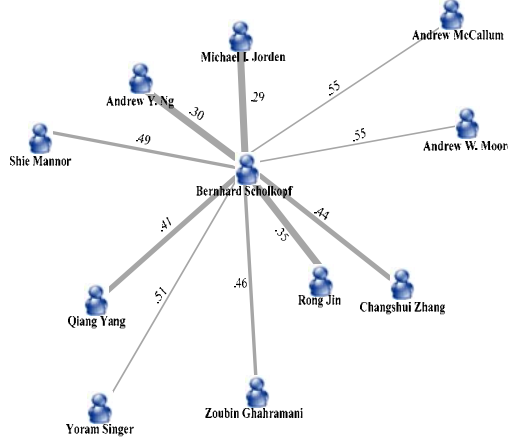 Andrew McCallum
Michael I. Jorden
.55
.29
Andrew Y. Ng
.30
.55
Andrew W. Moor
.49
Shie Mannor
Bernhard Scholkopf
.41
.44
.35
.51
.46
Rong Jin
Changshui Zhang
Qiang Yang
Zoubin Ghahramani
Yoram Singer